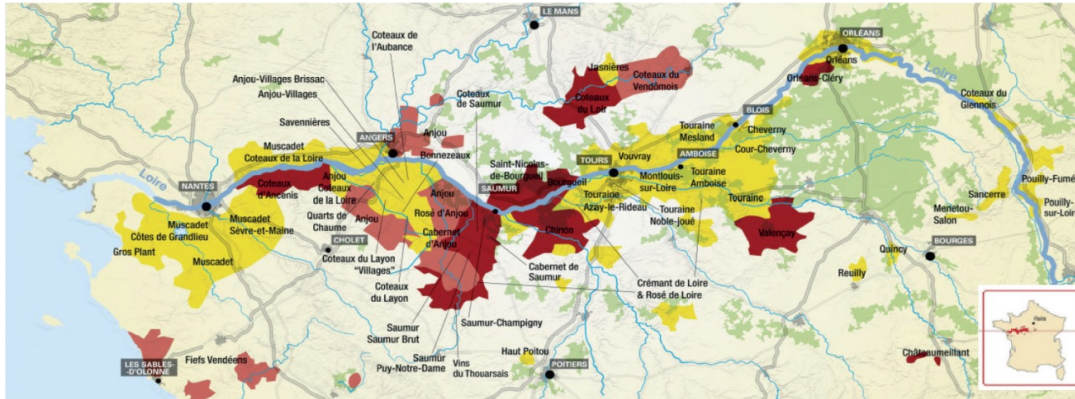 LE MANS
Coteaux de
l'Aubance
ORLÉANS
Orléans
Orléans-Cléry
Loire
Jasnières
Coteaux du
Vendômois
Coteaux
du Loir
Anjou-Villages Brissac
Anjou-Villages
Coteaux
de Saumur
Coteaux du
Giennois
Savennières
BLOIS
Touraine
Mesland
Cheverny
Cour-Cheverny
ANGERS
Anjou
Bonnezeaux
Muscadet
Coteaux de la Loire
Saint-Nicolas-
de-Bourgueil
Bourgueil
TOURS
Vouvray
AMBOISE
Montlouis-
sur-Loire
Touraine
Amboise
Touraine
Pouilly-Fumé
Loire
NANTES
Coteaux
d'Ancenis
Anjou
Coteaux
de la Loire
Anjou
SAUMUR
Touraine
Azay-le-Rideau
Sancerre
Menetou-
Salon
Pouilly-
sur-Loire
Quarts de
Chaume
Anjou
Rosé d'Anjou
Cabernet
d'Anjou
Chinon
Touraine
Noble-Joué
Valençay
Muscadet
Côtes de Grandlieu
Muscadet
Sèvre-et-Maine
CHOLET
Gros Plant
Muscadet
Coteaux du Layon
"Villages"
Quincy
BOURGES
Reuilly
Coteaux
du Layon
Cabernet de
Saumur
Crémant de Loire
& Rosé de Loire
Saumur
Saumur Brut
Saumur-Champigny
Saumur
Puy-Notre-Dame
Vins
du Thouarsais
Haut Poitou
POITIERS
Fiefs Vendéens
LES SABLES-
D'OLONNE
Châteaumeillant
Paris